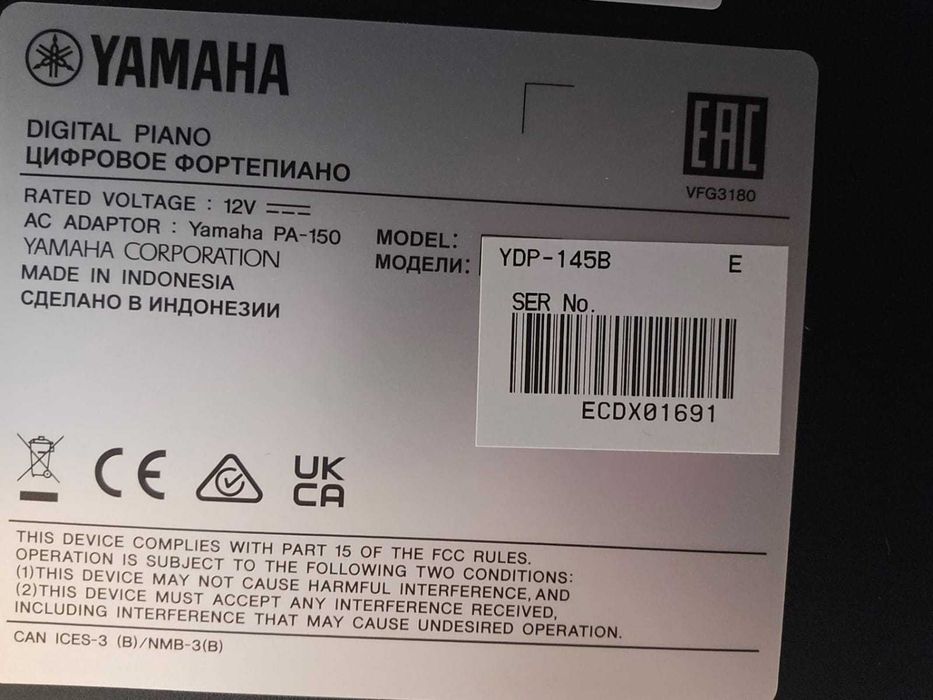 YAMAHA
DIGITAL PIANO
ЦИФРОВОЕ ФОРТЕПИАНО
EAC
VFG3180
RATED VOLTAGE : 12V
AC ADAPTOR : Yamaha PA-150
YAMAHA CORPORATION
MADE IN INDONESIA
СДЕЛАНО В ИНДОНЕЗИИ
MODEL:
МОДЕЛИ:
YDP-145B E
SER No.
ECDX01691
CE
UK
CA
THIS DEVICE COMPLIES WITH PART 15 OF THE FCC RULES.
OPERATION IS SUBJECT TO THE FOLLOWING TWO CONDITIONS:
(1)THIS DEVICE MAY NOT CAUSE HARMFUL INTERFERENCE, AND
(2)THIS DEVICE MUST ACCEPT ANY INTERFERENCE RECEIVED,
INCLUDING INTERFERENCE THAT MAY CAUSE UNDESIRED OPERATION.
CAN ICES-3 (B)/NMB-3(B)